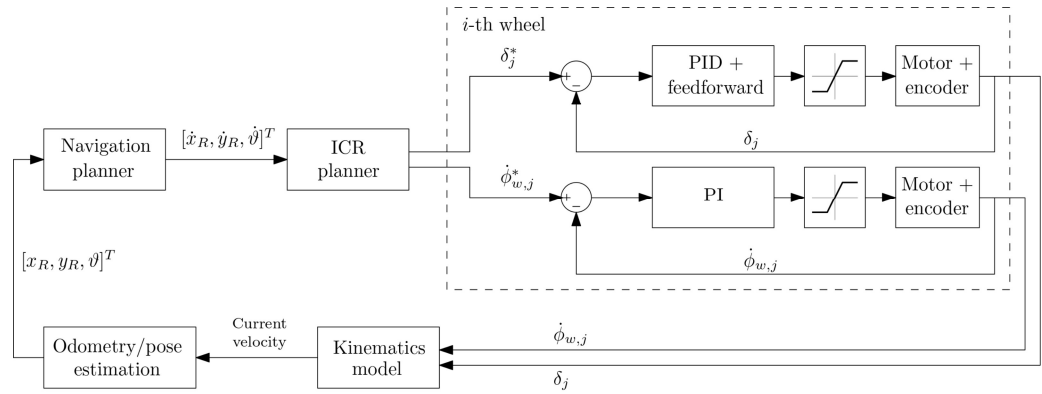 i-th wheel
δ_j^*
+
−
PID +
feedforward
Motor +
encoder
δ_j
Navigation
planner
[ẋ_R, ẏ_R, ϑ̇]^T
ICR
planner
ϕ̇_{w,j}^*
+
−
PI
Motor +
encoder
ϕ̇_{w,j}
[x_R, y_R, ϑ]^T
Odometry/pose
estimation
Current
velocity
Kinematics
model
ϕ̇_{w,j}
δ_j